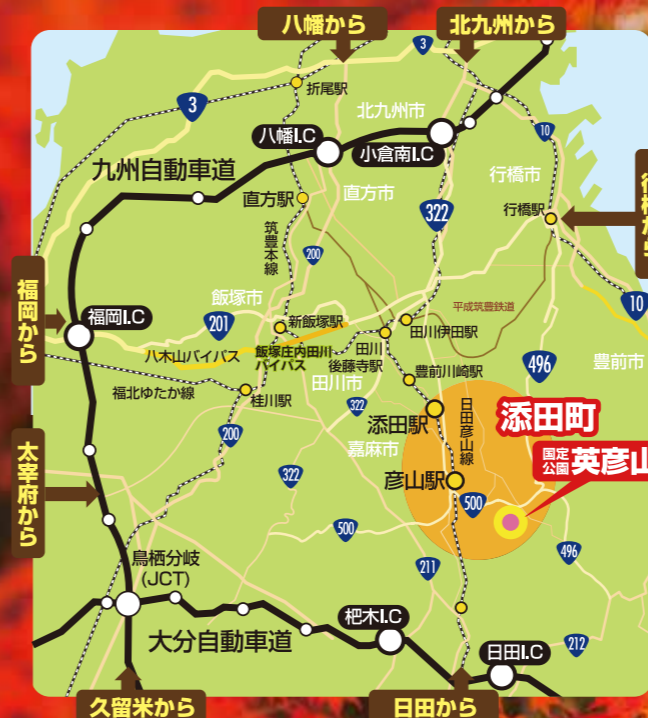 八幡から
北九州から
3
3
折尾駅
北九州市
八幡I.C
小倉南I.C
10
九州自動車道
直方駅
直方市
行橋市
行橋駅
322
筑豊本線
200
飯塚市
福岡から
福岡I.C
201
新飯塚駅
平成筑豊鉄道
10
八木山バイパス
飯塚庄内田川
バイパス
田川
後藤寺駅
田川伊田駅
豊前川崎駅
496
豊前市
福北ゆたか線
桂川駅
田川市
322
添田駅
日田彦山線
添田町
200
嘉麻市
国定
公園
英彦山
太宰府から
322
彦山駅
500
500
496
鳥栖分岐
(JCT)
211
大分自動車道
杷木I.C
日田I.C
212
久留米から
日田から